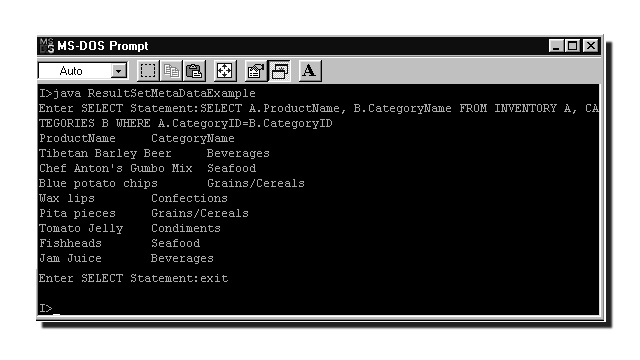 MS-DOS Prompt
Auto
A
I>java ResultSetMetaDataExample
Enter SELECT Statement:SELECT A.ProductName, B.CategoryName FROM INVENTORY A, CA
TEGORIES B WHERE A.CategoryID=B.CategoryID
ProductName CategoryName
Tibetan Barley Beer Beverages
Chef Anton's Gumbo Mix Seafood
Blue potato chips Grains/Cereals
Wax lips Confections
Pita pieces Grains/Cereals
Tomato Jelly Condiments
Fishheads Seafood
Jam Juice Beverages
Enter SELECT Statement:exit
I>_